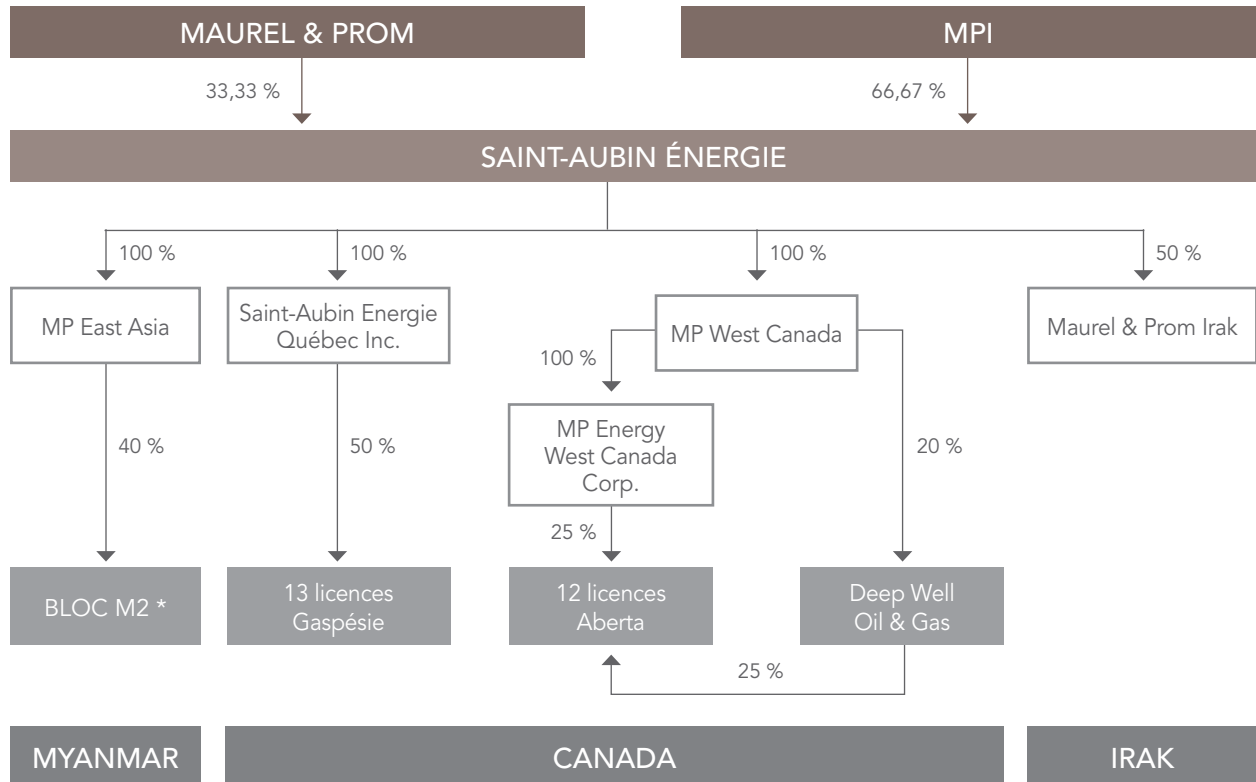 MAUREL & PROM
MPI
33,33 %
66,67 %
SAINT-AUBIN ÉNERGIE
100 %
100 %
100 %
50 %
MP East Asia
Saint-Aubin Energie
Québec Inc.
MP West Canada
Maurel & Prom Irak
100 %
MP Energy
West Canada
Corp.
40 %
50 %
20 %
25 %
BLOC M2 *
13 licences
Gaspésie
12 licences
Aberta
Deep Well
Oil & Gas
25 %
MYANMAR
CANADA
IRAK